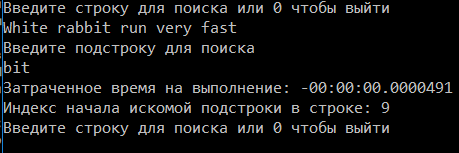 Введите строку для поиска или 0 чтобы выйти
White rabbit run very fast
Введите подстроку для поиска
bit
Затраченное время на выполнение: -00:00:00.0000491
Индекс начала искомой подстроки в строке: 9
Введите строку для поиска или 0 чтобы выйти